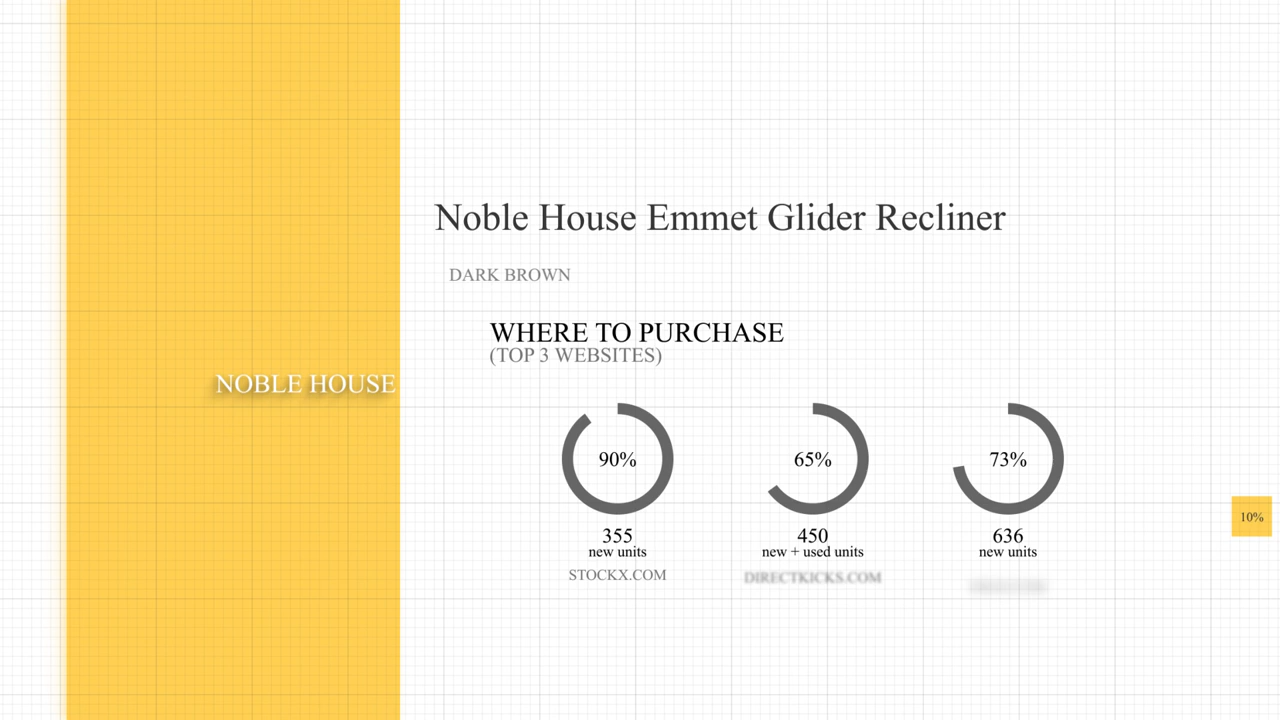 Noble House Emmet Glider Recliner
DARK BROWN
WHERE TO PURCHASE
(TOP 3 WEBSITES)
NOBLE HOUSE
90%
65%
73%
355
450
636
new units
new + used units
new units
STOCKX.COM
DIRECTKICKS.COM
10%